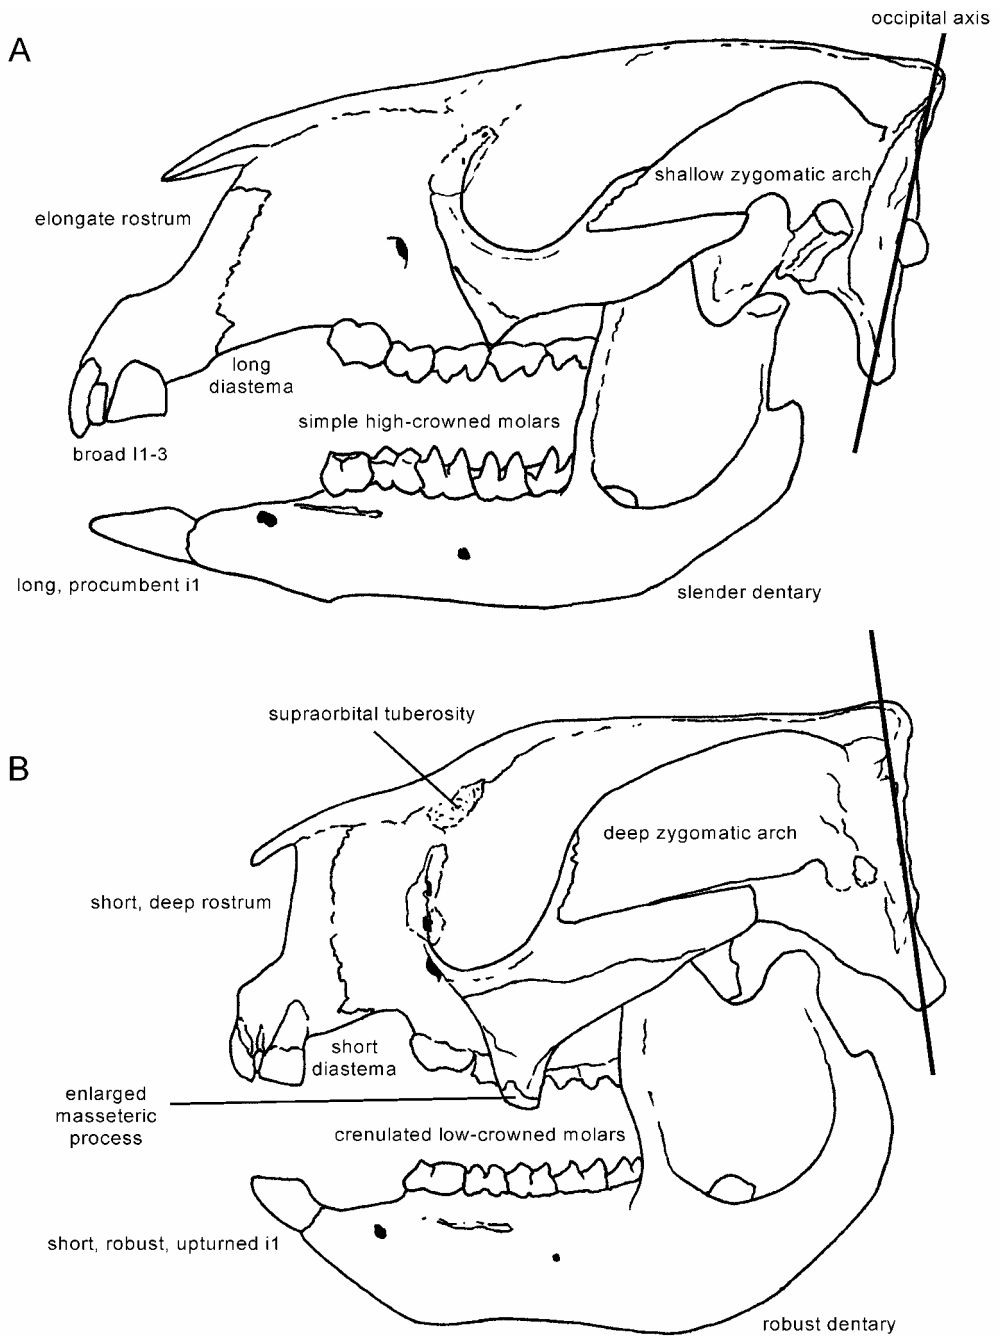 occipital axis
A
shallow zygomatic arch
elongate rostrum
long
diastema
simple high-crowned molars
broad I1-3
long, procumbent i1
slender dentary
supraorbital tuberosity
B
deep zygomatic arch
short, deep rostrum
short
diastema
enlarged
masseteric
process
crenulated low-crowned molars
short, robust, upturned i1
robust dentary